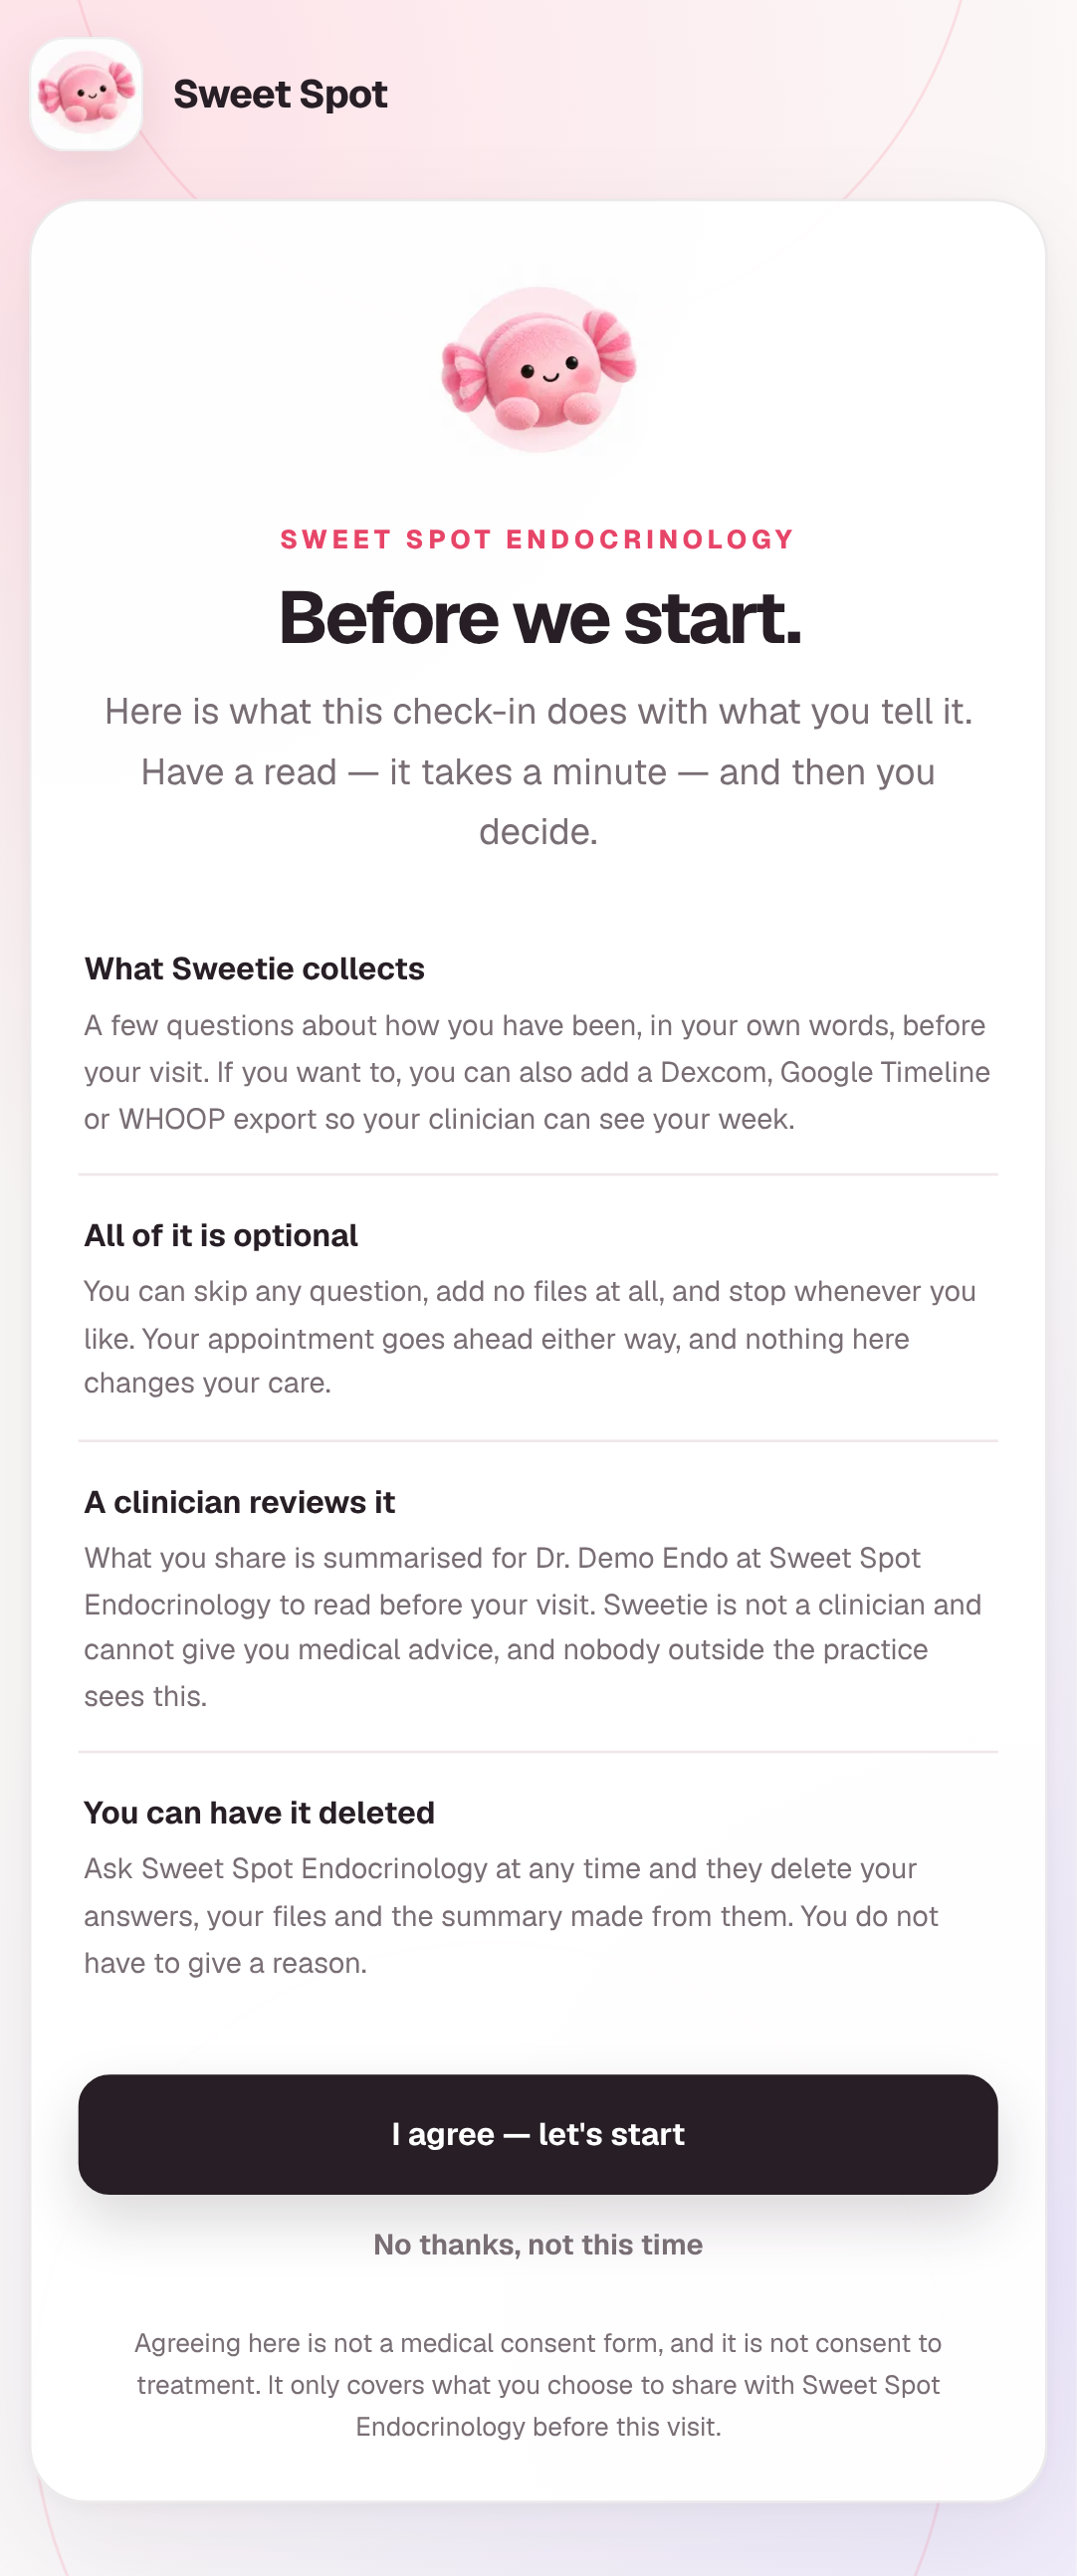 Sweet Spot
SWEET SPOT ENDOCRINOLOGY
Before we start.
Here is what this check-in does with what you tell it.
Have a read — it takes a minute — and then you
decide.
What Sweetie collects
A few questions about how you have been, in your own words, before
your visit. If you want to, you can also add a Dexcom, Google Timeline
or WHOOP export so your clinician can see your week.
All of it is optional
You can skip any question, add no files at all, and stop whenever you
like. Your appointment goes ahead either way, and nothing here
changes your care.
A clinician reviews it
What you share is summarised for Dr. Demo Endo at Sweet Spot
Endocrinology to read before your visit. Sweetie is not a clinician and
cannot give you medical advice, and nobody outside the practice
sees this.
You can have it deleted
Ask Sweet Spot Endocrinology at any time and they delete your
answers, your files and the summary made from them. You do not
have to give a reason.
I agree — let's start
No thanks, not this time
Agreeing here is not a medical consent form, and it is not consent to
treatment. It only covers what you choose to share with Sweet Spot
Endocrinology before this visit.